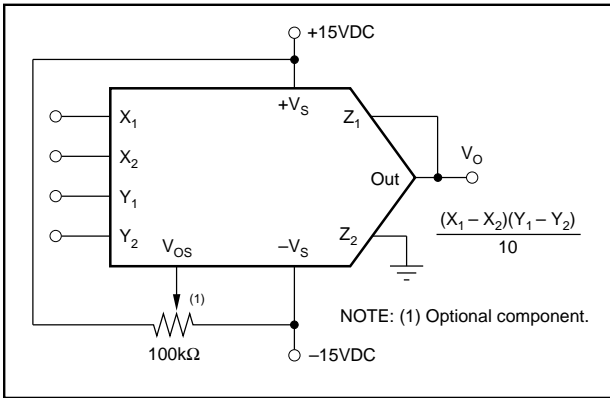 +15VDC
+VS
X1
Z1
X2
VO
Out
Y1
(X1 – X2)(Y1 – Y2)
10
Y2
VOS
–VS
Z2
(1)
NOTE: (1) Optional component.
100kΩ
–15VDC